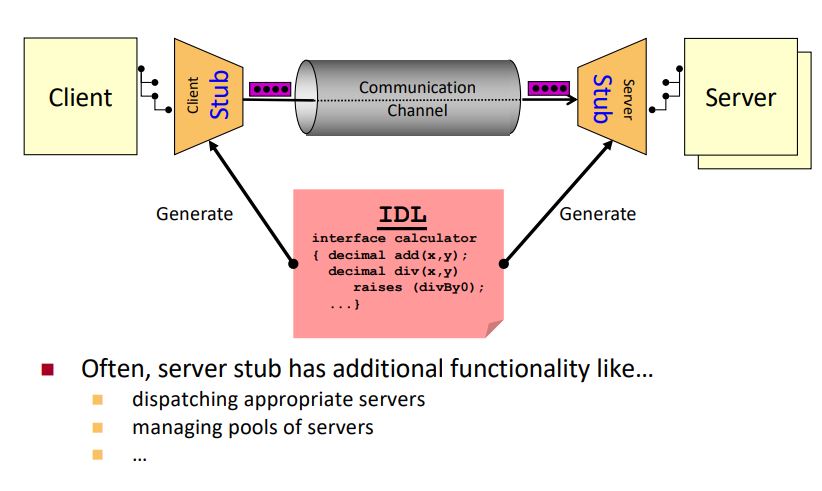 Client
Client
Stub
Communication
Channel
Server
Stub
Server
Generate
Generate
IDL
interface calculator
{ decimal add(x,y);
decimal div(x,y)
raises (divBy0);
...}
Often, server stub has additional functionality like…
dispatching appropriate servers
managing pools of servers
…